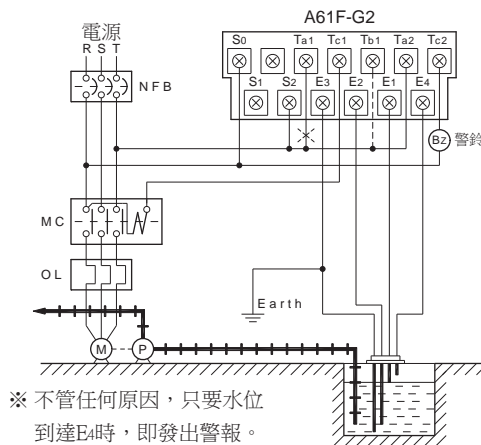 A61F-G2
電源
R S T
S0 Ta1 Tc1 Tb1 Ta2 Tc2
NFB
S1 S2 E3 E2 E1 E4
BZ 警鈴
MC
OL
Earth
M P
※ 不管任何原因，只要水位
到達E4時，即發出警報。